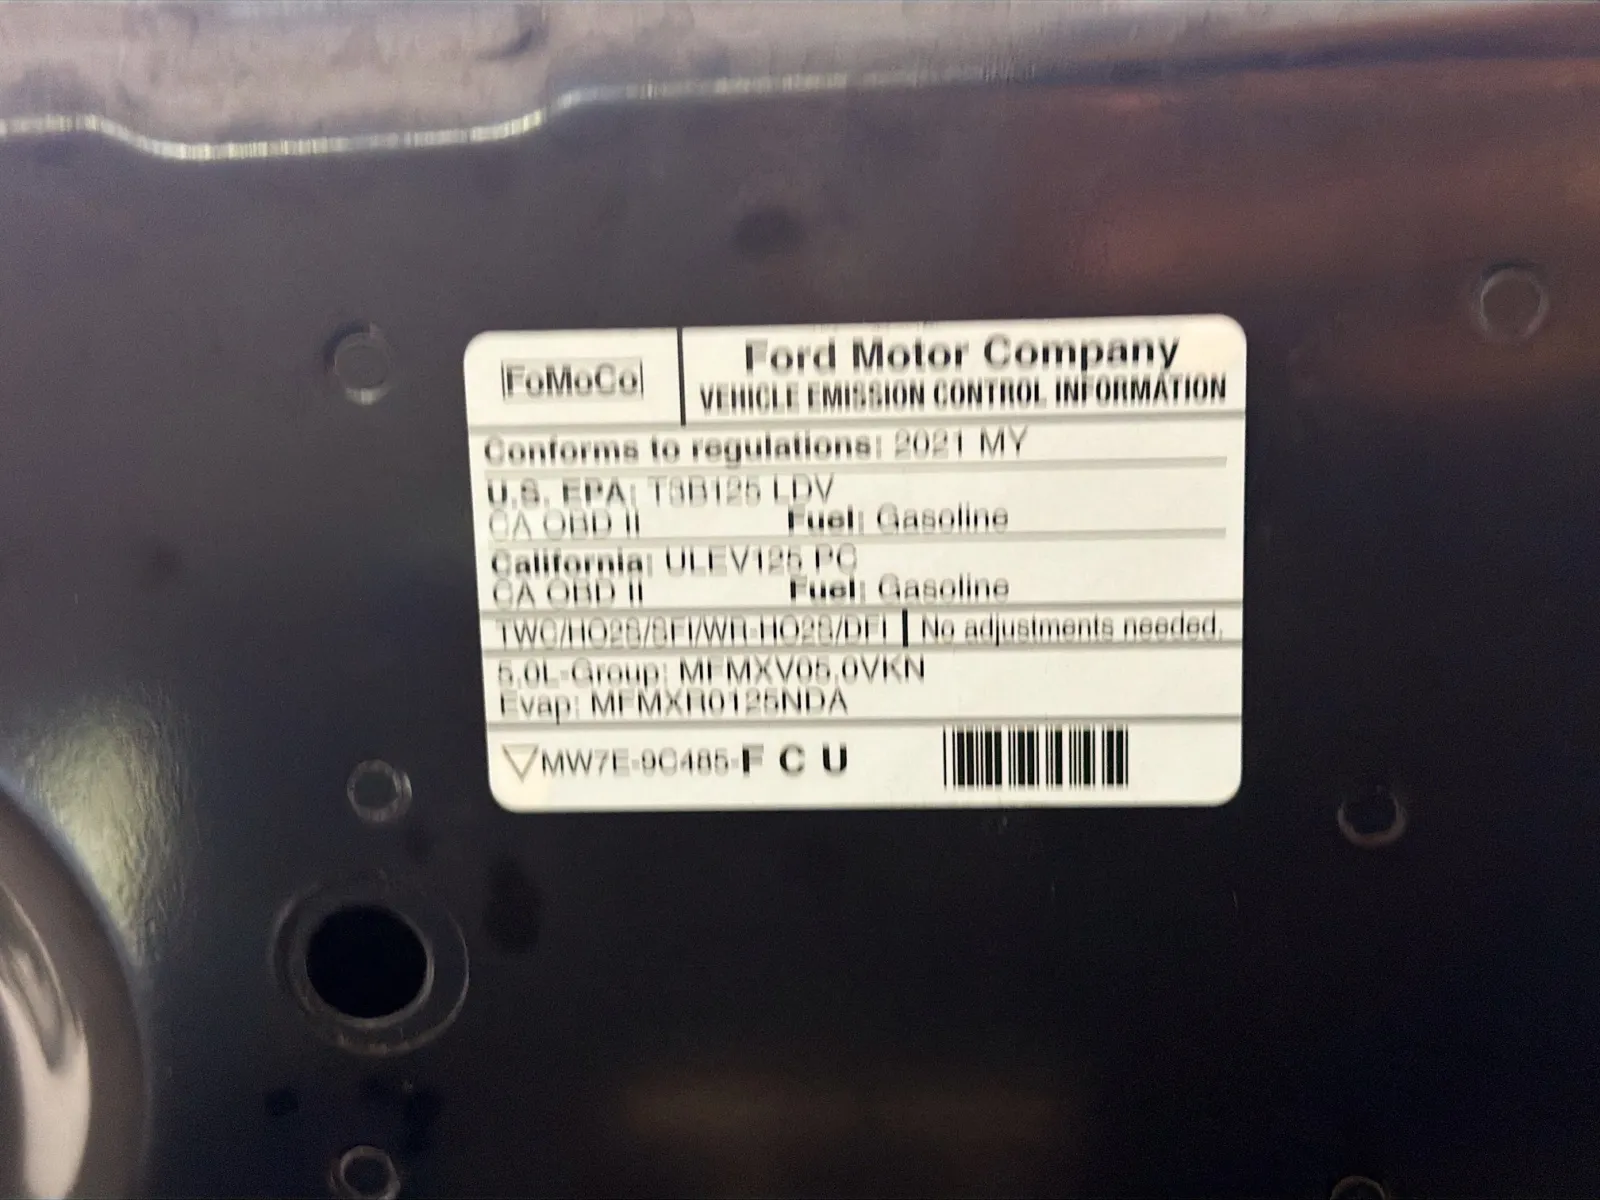 FoMoCo
Ford Motor Company
VEHICLE EMISSION CONTROL INFORMATION
Conforms to regulations: 2021 MY
U.S. EPA: T3B125 LDV
CA OBD II Fuel: Gasoline
California: ULEV125 PC
CA OBD II Fuel: Gasoline
TWC/HO2S/SFI/WR-HO2S/DFI No adjustments needed.
5.0L-Group: MFMXV05.0VKN
Evap: MFMXR0125NDA
MW7E-9C485-F C U